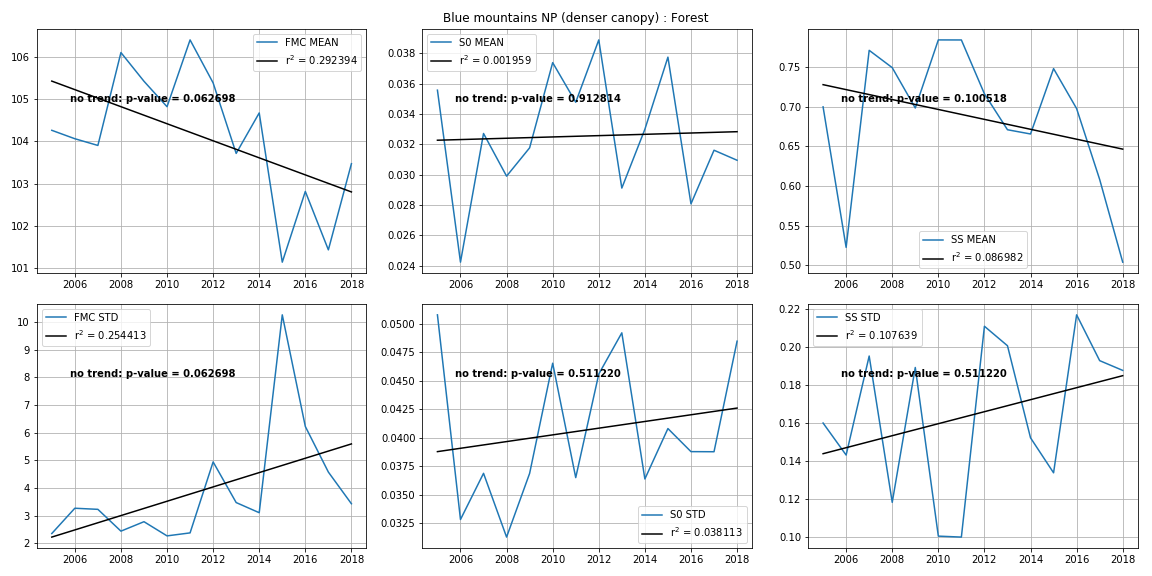 Blue mountains NP (denser canopy) : Forest
FMC MEAN
r² = 0.292394
no trend: p-value = 0.062698
106
105
104
103
102
101
2006 2008 2010 2012 2014 2016 2018
S0 MEAN
r² = 0.001959
no trend: p-value = 0.912814
0.038
0.036
0.034
0.032
0.030
0.028
0.026
0.024
2006 2008 2010 2012 2014 2016 2018
no trend: p-value = 0.100518
0.75
0.70
0.65
0.60
0.55
0.50
SS MEAN
r² = 0.086982
2006 2008 2010 2012 2014 2016 2018
FMC STD
r² = 0.254413
no trend: p-value = 0.062698
10
9
8
7
6
5
4
3
2
2006 2008 2010 2012 2014 2016 2018
no trend: p-value = 0.511220
0.0500
0.0475
0.0450
0.0425
0.0400
0.0375
0.0350
0.0325
S0 STD
r² = 0.038113
2006 2008 2010 2012 2014 2016 2018
SS STD
r² = 0.107639
no trend: p-value = 0.511220
0.22
0.20
0.18
0.16
0.14
0.12
0.10
2006 2008 2010 2012 2014 2016 2018